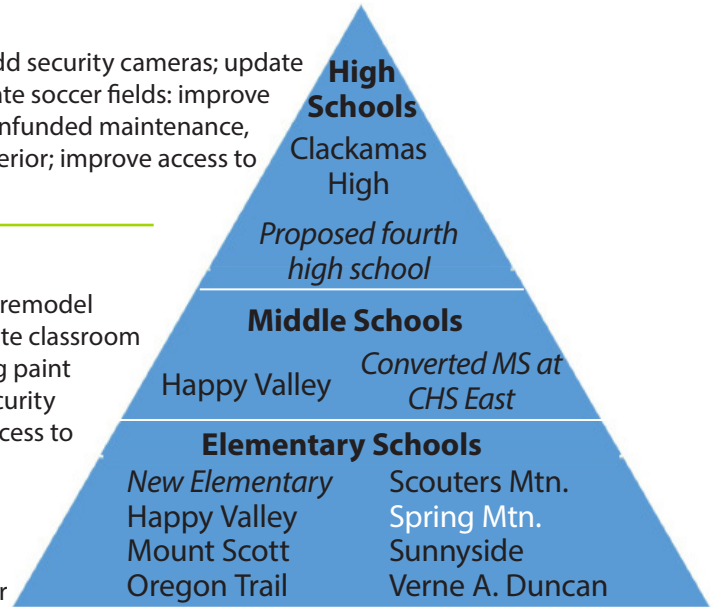 dd security cameras; update
ate soccer fields: improve
nfunded maintenance,
erior; improve access to
remodel
te classroom
g paint
curity
cess to
r
High
Schools
Clackamas
High
Proposed fourth
high school
Middle Schools
Happy Valley
Converted MS at
CHS East
Elementary Schools
New Elementary
Happy Valley
Mount Scott
Oregon Trail
Scouters Mtn.
Spring Mtn.
Sunnyside
Verne A. Duncan